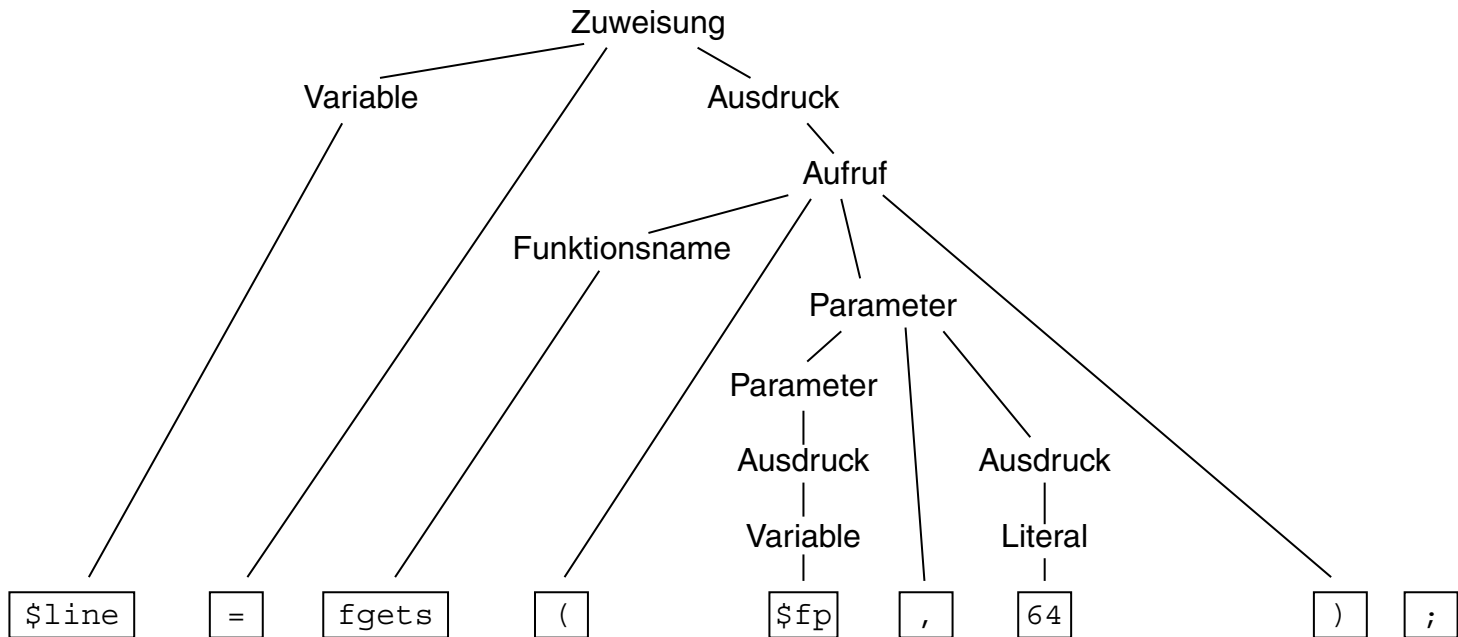 Zuweisung
Variable Ausdruck
Aufruf
Funktionsname
Parameter
Parameter
Ausdruck Ausdruck
Variable Literal
$line = fgets ( $fp , 64 ) ;